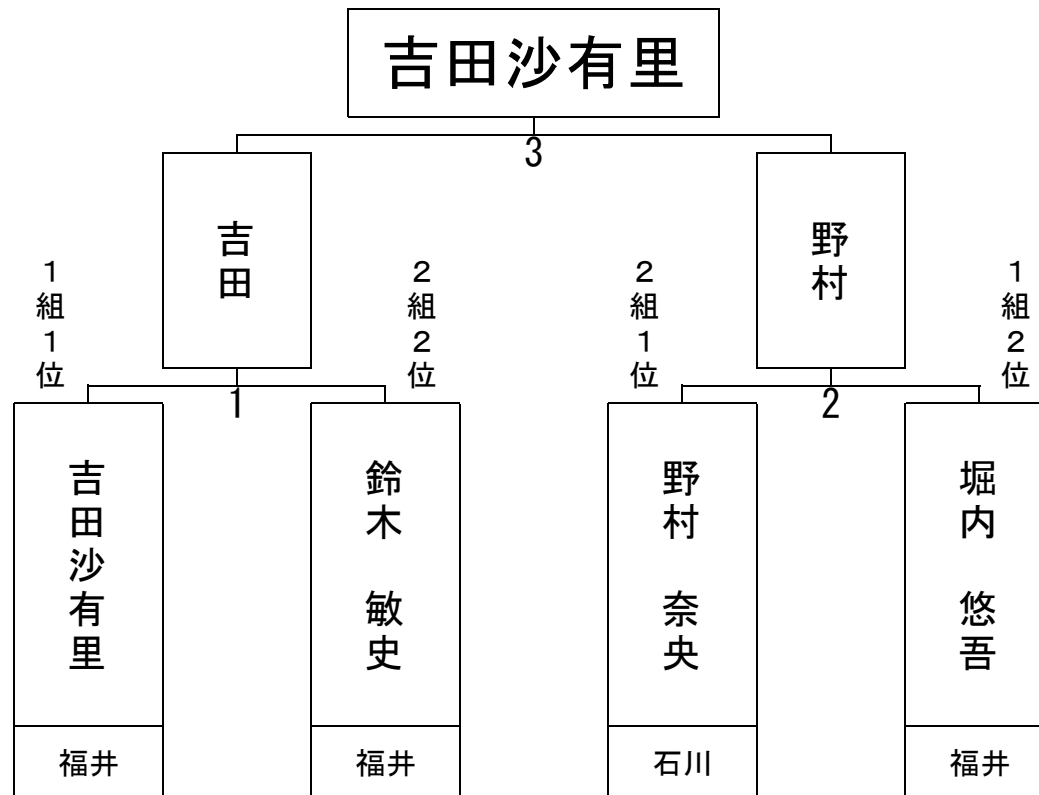 吉田沙有里
3
吉田
野村
１組１位
２組２位
２組１位
１組２位
1
2
吉田沙有里
鈴木　敏史
野村　奈央
堀内　悠吾
福井
福井
石川
福井